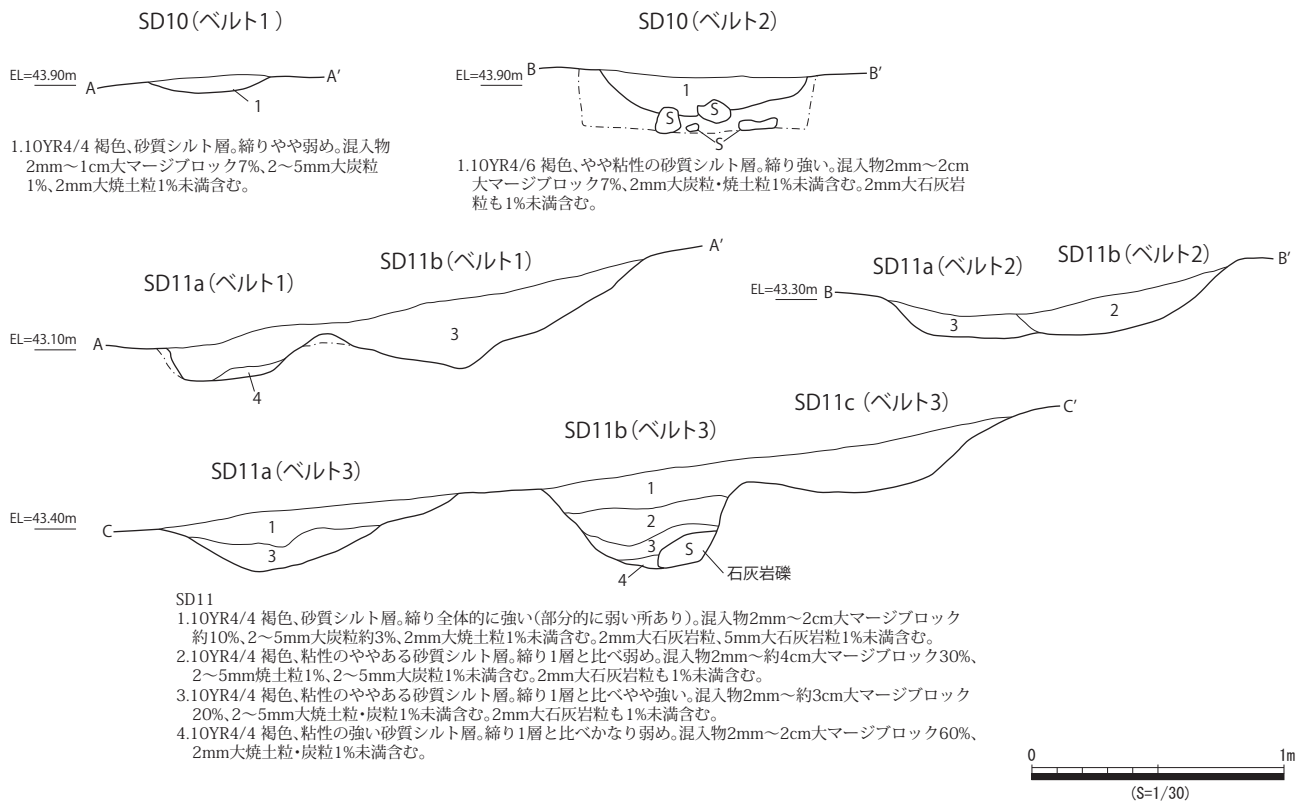 SD10(ベルト1)
SD10(ベルト2)
EL=43.90m
A
A'
1
EL=43.90m
B
B'
1
S
S
S
1.10YR4/4 褐色、砂質シルト層。締りやや弱め。混入物
2mm〜1cm大マージブロック7%、2〜5mm大炭粒
1%、2mm大焼土粒1%未満含む。
1.10YR4/6 褐色、やや粘性の砂質シルト層。締り強い。混入物2mm〜2cm
大マージブロック7%、2mm大炭粒・焼土粒1%未満含む。2mm大石灰岩
粒も1%未満含む。
SD11a(ベルト1)
SD11b(ベルト1)
A'
EL=43.10m
A
3
4
SD11a(ベルト2)
SD11b(ベルト2)
B'
EL=43.30m
B
3
2
SD11a(ベルト3)
SD11b(ベルト3)
SD11c (ベルト3)
C'
EL=43.40m
C
1
3
1
2
3
S
4
石灰岩礫
SD11
1.10YR4/4 褐色、砂質シルト層。締り全体的に強い(部分的に弱い所あり)。混入物2mm〜2cm大マージブロック
約10%、2〜5mm大炭粒約3%、2mm大焼土粒1%未満含む。2mm大石灰岩粒、5mm大石灰岩粒1%未満含む。
2.10YR4/4 褐色、粘性のややある砂質シルト層。締り1層と比べ弱め。混入物2mm〜約4cm大マージブロック30%、
2〜5mm焼土粒1%、2〜5mm大炭粒1%未満含む。2mm大石灰岩粒も1%未満含む。
3.10YR4/4 褐色、粘性のややある砂質シルト層。締り1層と比べやや強い。混入物2mm〜約3cm大マージブロック
20%、2〜5mm大焼土粒・炭粒1%未満含む。2mm大石灰岩粒も1%未満含む。
4.10YR4/4 褐色、粘性の強い砂質シルト層。締り1層と比べかなり弱め。混入物2mm〜2cm大マージブロック60%、
2mm大焼土粒・炭粒1%未満含む。
0
1m
(S=1/30)